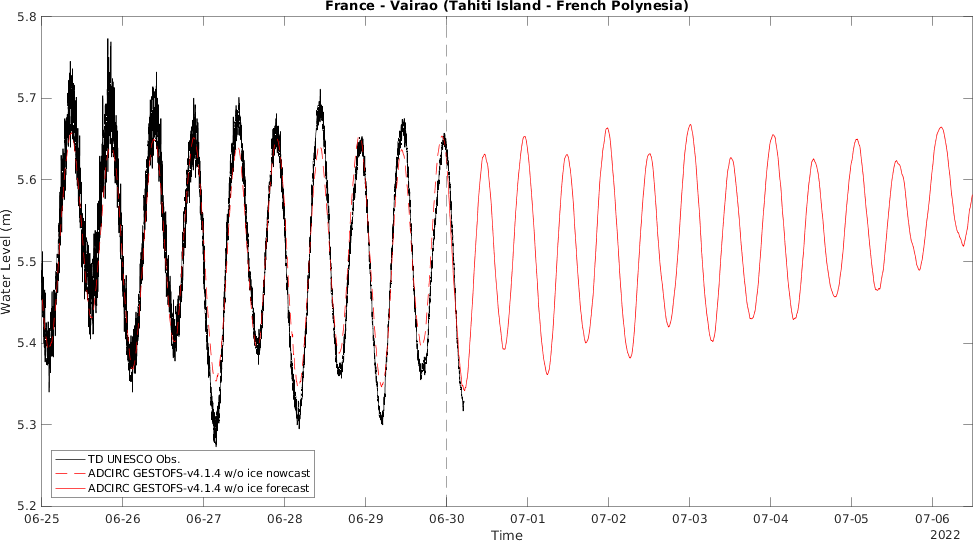 France - Vairao (Tahiti Island - French Polynesia)
5.8
5.7
5.6
5.5
5.4
5.3
5.2
Water Level (m)
TD UNESCO Obs.
ADCIRC GESTOFS-v4.1.4 w/o ice nowcast
ADCIRC GESTOFS-v4.1.4 w/o ice forecast
06-25 06-26 06-27 06-28 06-29 06-30 07-01 07-02 07-03 07-04 07-05 07-06
2022
Time